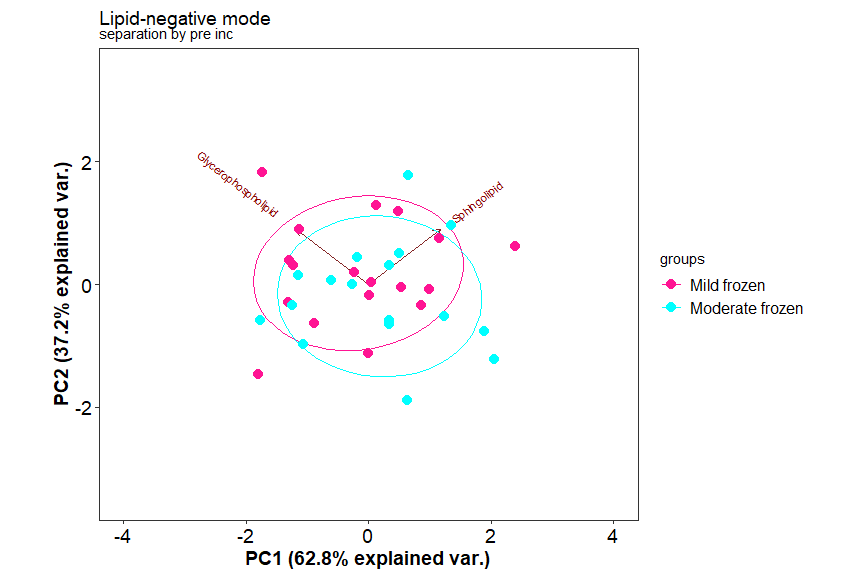 Lipid-negative mode
separation by pre inc
Glycerophospholipid
Sphingolipid
2
0
-2
PC2 (37.2% explained var.)
-4
-2
0
2
4
PC1 (62.8% explained var.)
groups
Mild frozen
Moderate frozen